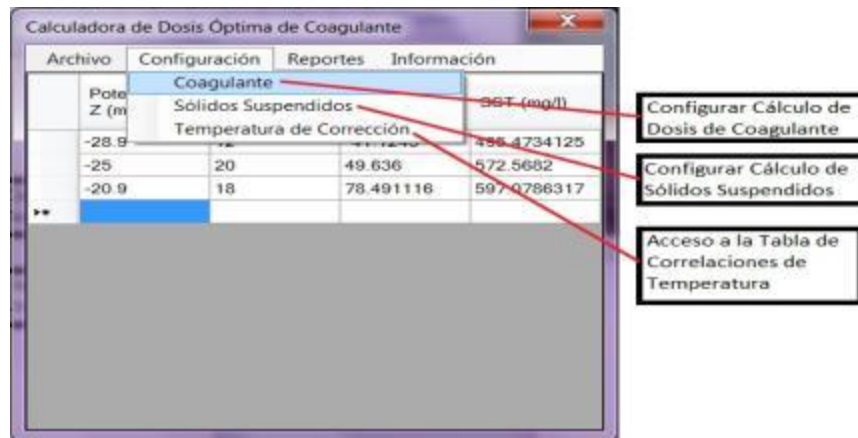 Calculadora de Dosis Óptima de Coagulante
Archivo Configuración Reportes Información
Coagulante
Sólidos Suspendidos
Temperatura de Corrección
Pote
Z (m
SST (mg/l)
-28.9 12
-25 20 49.636 572.5682
-20.9 18 78.491116 597.0786317
Configurar Cálculo de
Dosis de Coagulante
Configurar Cálculo de
Sólidos Suspendidos
Acceso a la Tabla de
Correlaciones de
Temperatura